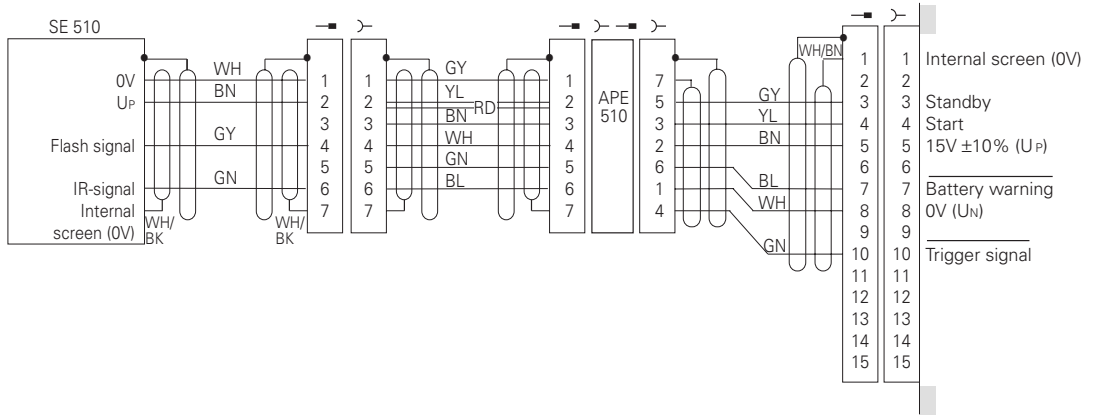 SE 510
0V
UP
Flash signal
IR-signal
Internal
screen (0V)
WH
BN
GY
GN
WH/
BK
WH/
BK
1
2
3
4
5
6
7
1
2
3
4
5
6
7
GY
YL
RD
BN
WH
GN
BL
1
2
3
4
5
6
7
APE
510
7
5
3
2
6
1
4
GY
YL
BN
BL
WH
GN
WH/BN
1
2
3
4
5
6
7
8
9
10
11
12
13
14
15
1 Internal screen (0V)
2
3 Standby
4 Start
5 15V ±10% (UP)
6
7 Battery warning
8 0V (UN)
9
10 Trigger signal
11
12
13
14
15